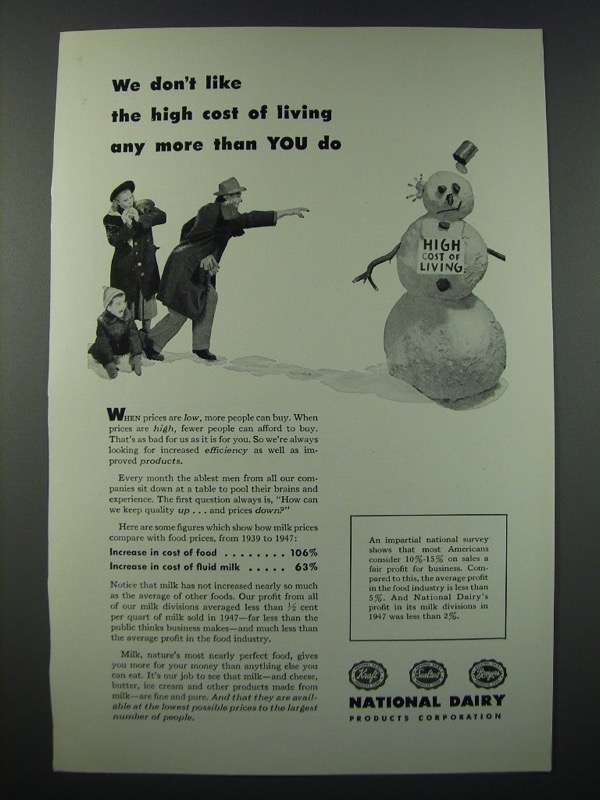 We don't like
the high cost of living
any more than YOU do
HIGH
COST OF
LIVING
WHEN prices are low, more people can buy. When
prices are high, fewer people can afford to buy.
That's as bad for us as it is for you. So we're always
looking for increased efficiency as well as im-
proved products.
Every month the ablest men from all our com-
panies sit down at a table to pool their brains and
experience. The first question always is, "How can
we keep quality up . . . and prices down?"
Here are some figures which show how milk prices
compare with food prices, from 1939 to 1947:
Increase in cost of food . . . . . . . . 106%
Increase in cost of fluid milk . . . . . 63%
Notice that milk has not increased nearly so much
as the average of other foods. Our profit from all
of our milk divisions averaged less than ½ cent
per quart of milk sold in 1947—far less than the
public thinks business makes—and much less than
the average profit in the food industry.
Milk, nature's most nearly perfect food, gives
you more for your money than anything else you
can eat. It's our job to see that milk—and cheese,
butter, ice cream and other products made from
milk—are fine and pure. And that they are avail-
able at the lowest possible prices to the largest
number of people.
An impartial national survey
shows that most Americans
consider 10%-15% on sales a
fair profit for business. Com-
pared to this, the average profit
in the food industry is less than
5%. And National Dairy's
profit in its milk divisions in
1947 was less than 2%.
Kraft Sealtest Breyers
NATIONAL DAIRY
PRODUCTS CORPORATION